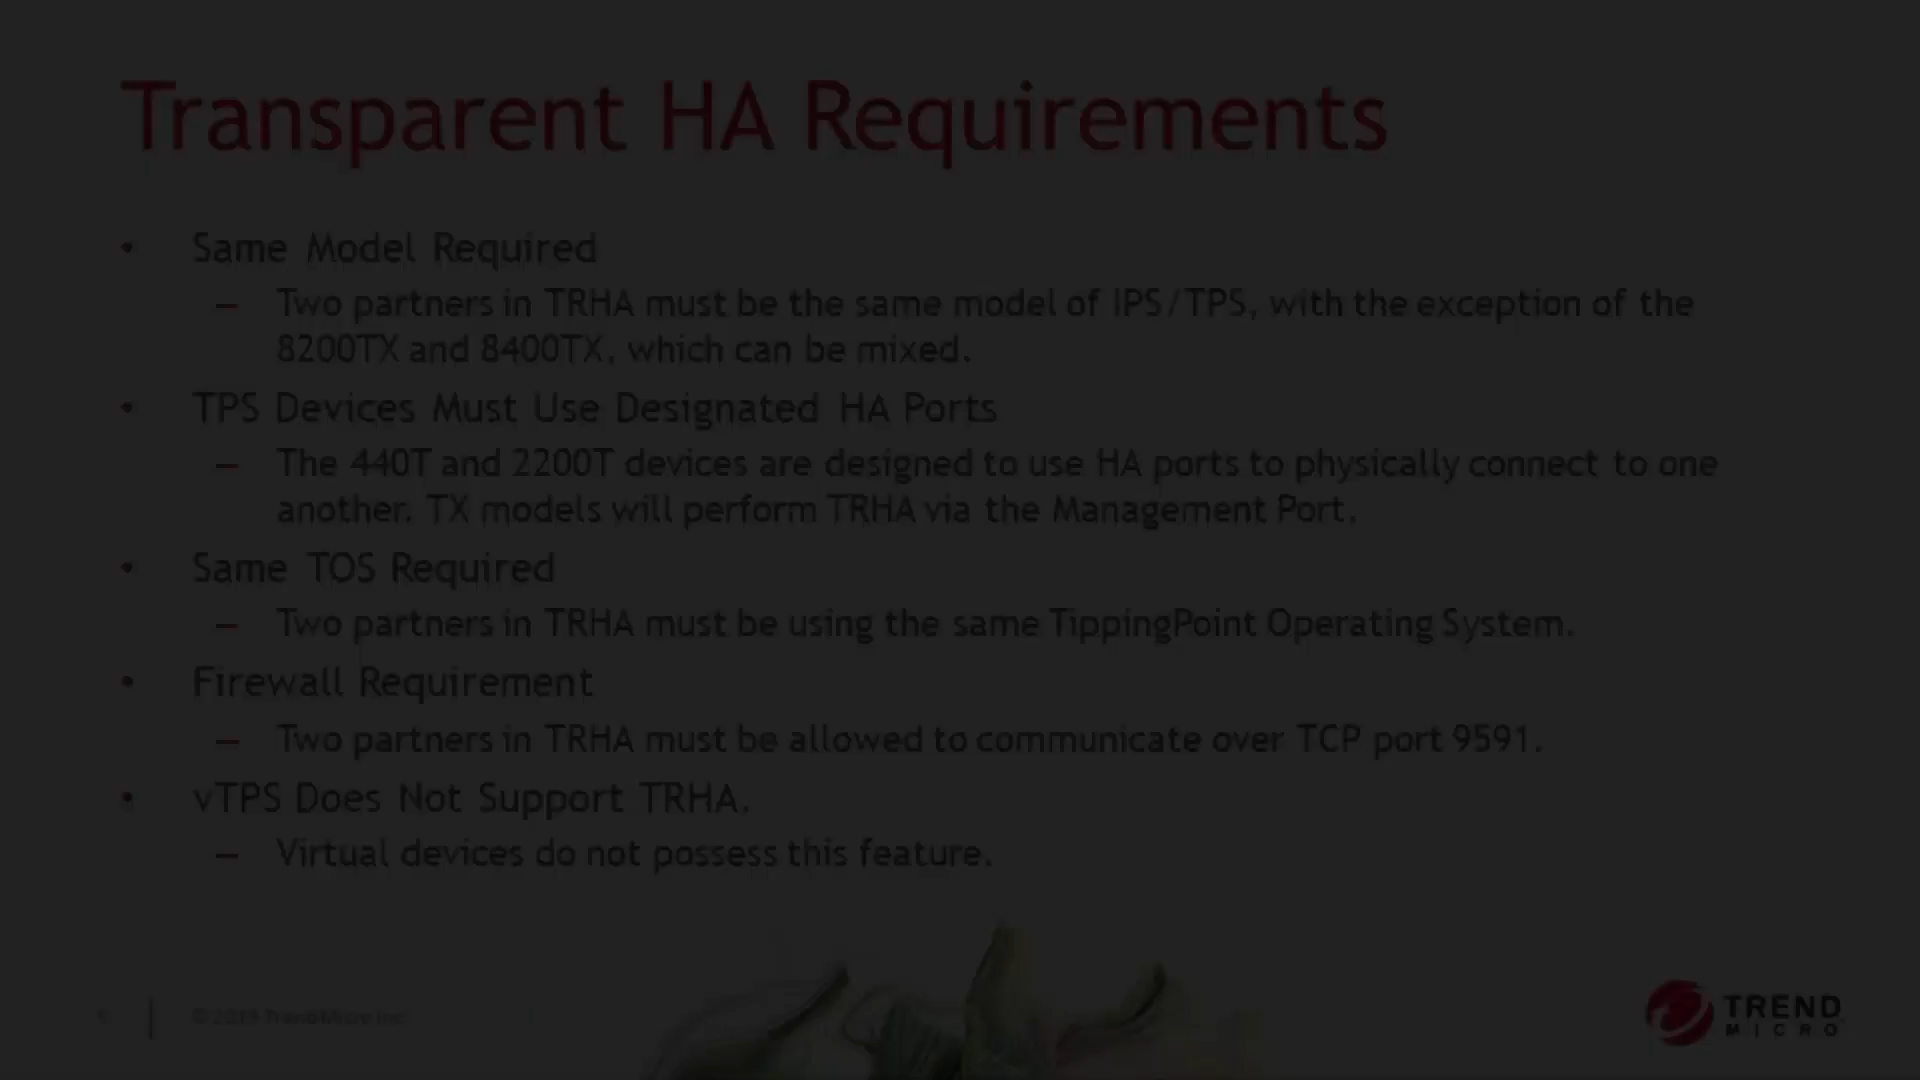 Transparent HA Requirements
• Same Model Required
– Two partners in TRHA must be the same model of IPS/TPS, with the exception of the
8200TX and 8400TX, which can be mixed.
• TPS Devices Must Use Designated HA Ports
– The 440T and 2200T devices are designed to use HA ports to physically connect to one
another. TX models will perform TRHA via the Management Port.
• Same TOS Required
– Two partners in TRHA must be using the same TippingPoint Operating System.
• Firewall Requirement
– Two partners in TRHA must be allowed to communicate over TCP port 9591.
• vTPS Does Not Support TRHA.
– Virtual devices do not possess this feature.
© 2019 Trend Micro Inc.
TREND
MICRO